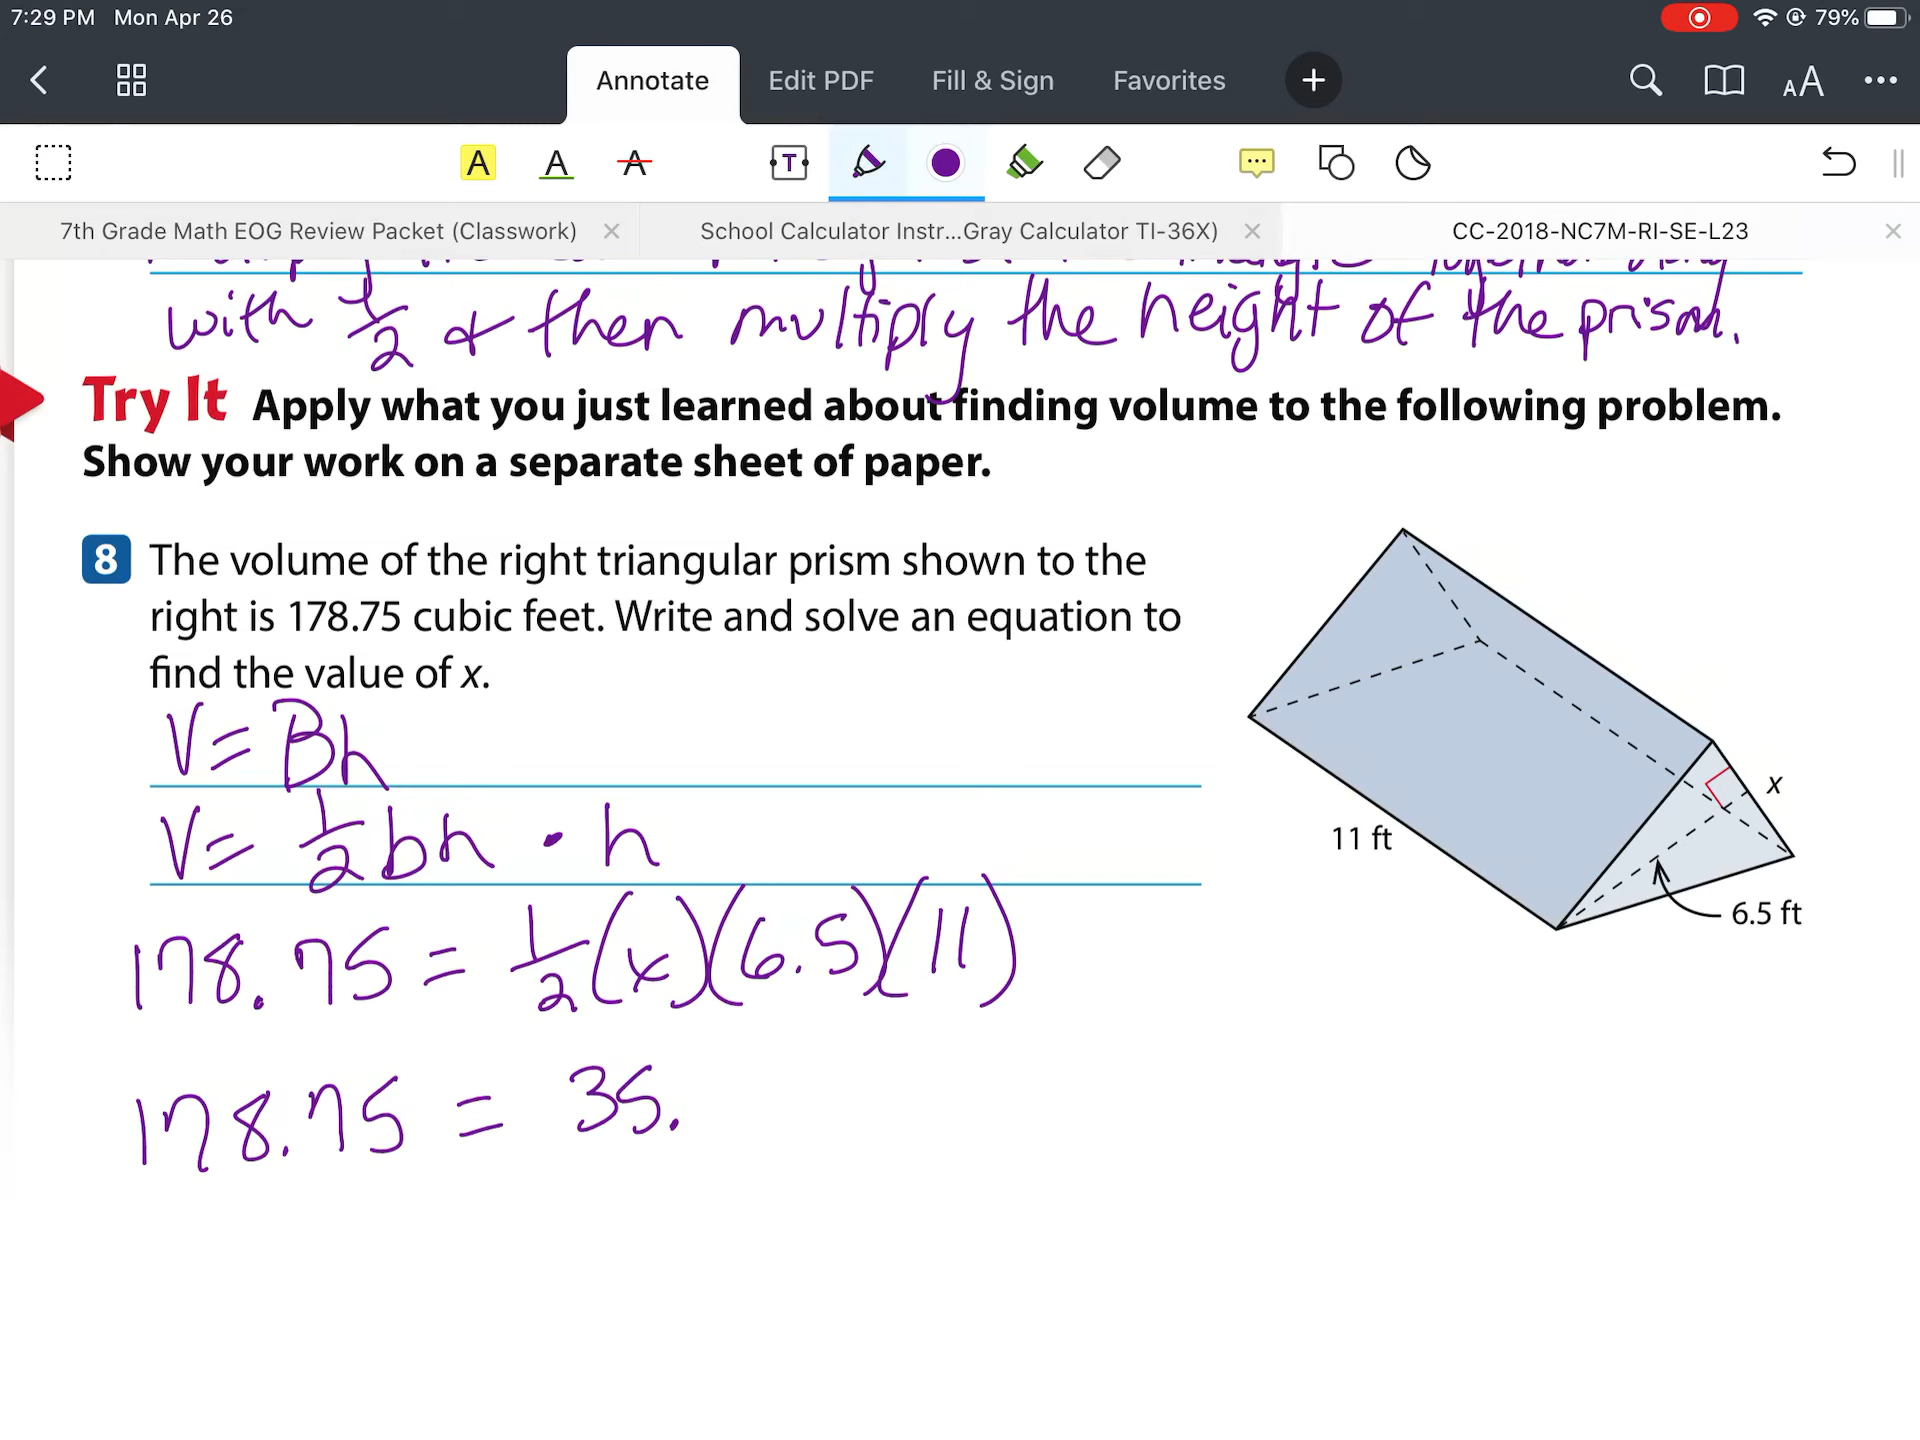 7:29 PM Mon Apr 26
79%
Annotate Edit PDF Fill & Sign Favorites +
AA
A A A T
7th Grade Math EOG Review Packet (Classwork) × School Calculator Instr...Gray Calculator TI-36X) × CC-2018-NC7M-RI-SE-L23 ×
with 1/2 & then multiply the height of the prism.
Try It Apply what you just learned about finding volume to the following problem.
Show your work on a separate sheet of paper.
8 The volume of the right triangular prism shown to the
right is 178.75 cubic feet. Write and solve an equation to
find the value of x.
V = Bh
V = 1/2 bh · h
178.75 = 1/2 (x)(6.5)(11)
178.75 = 35.
x
11 ft
6.5 ft